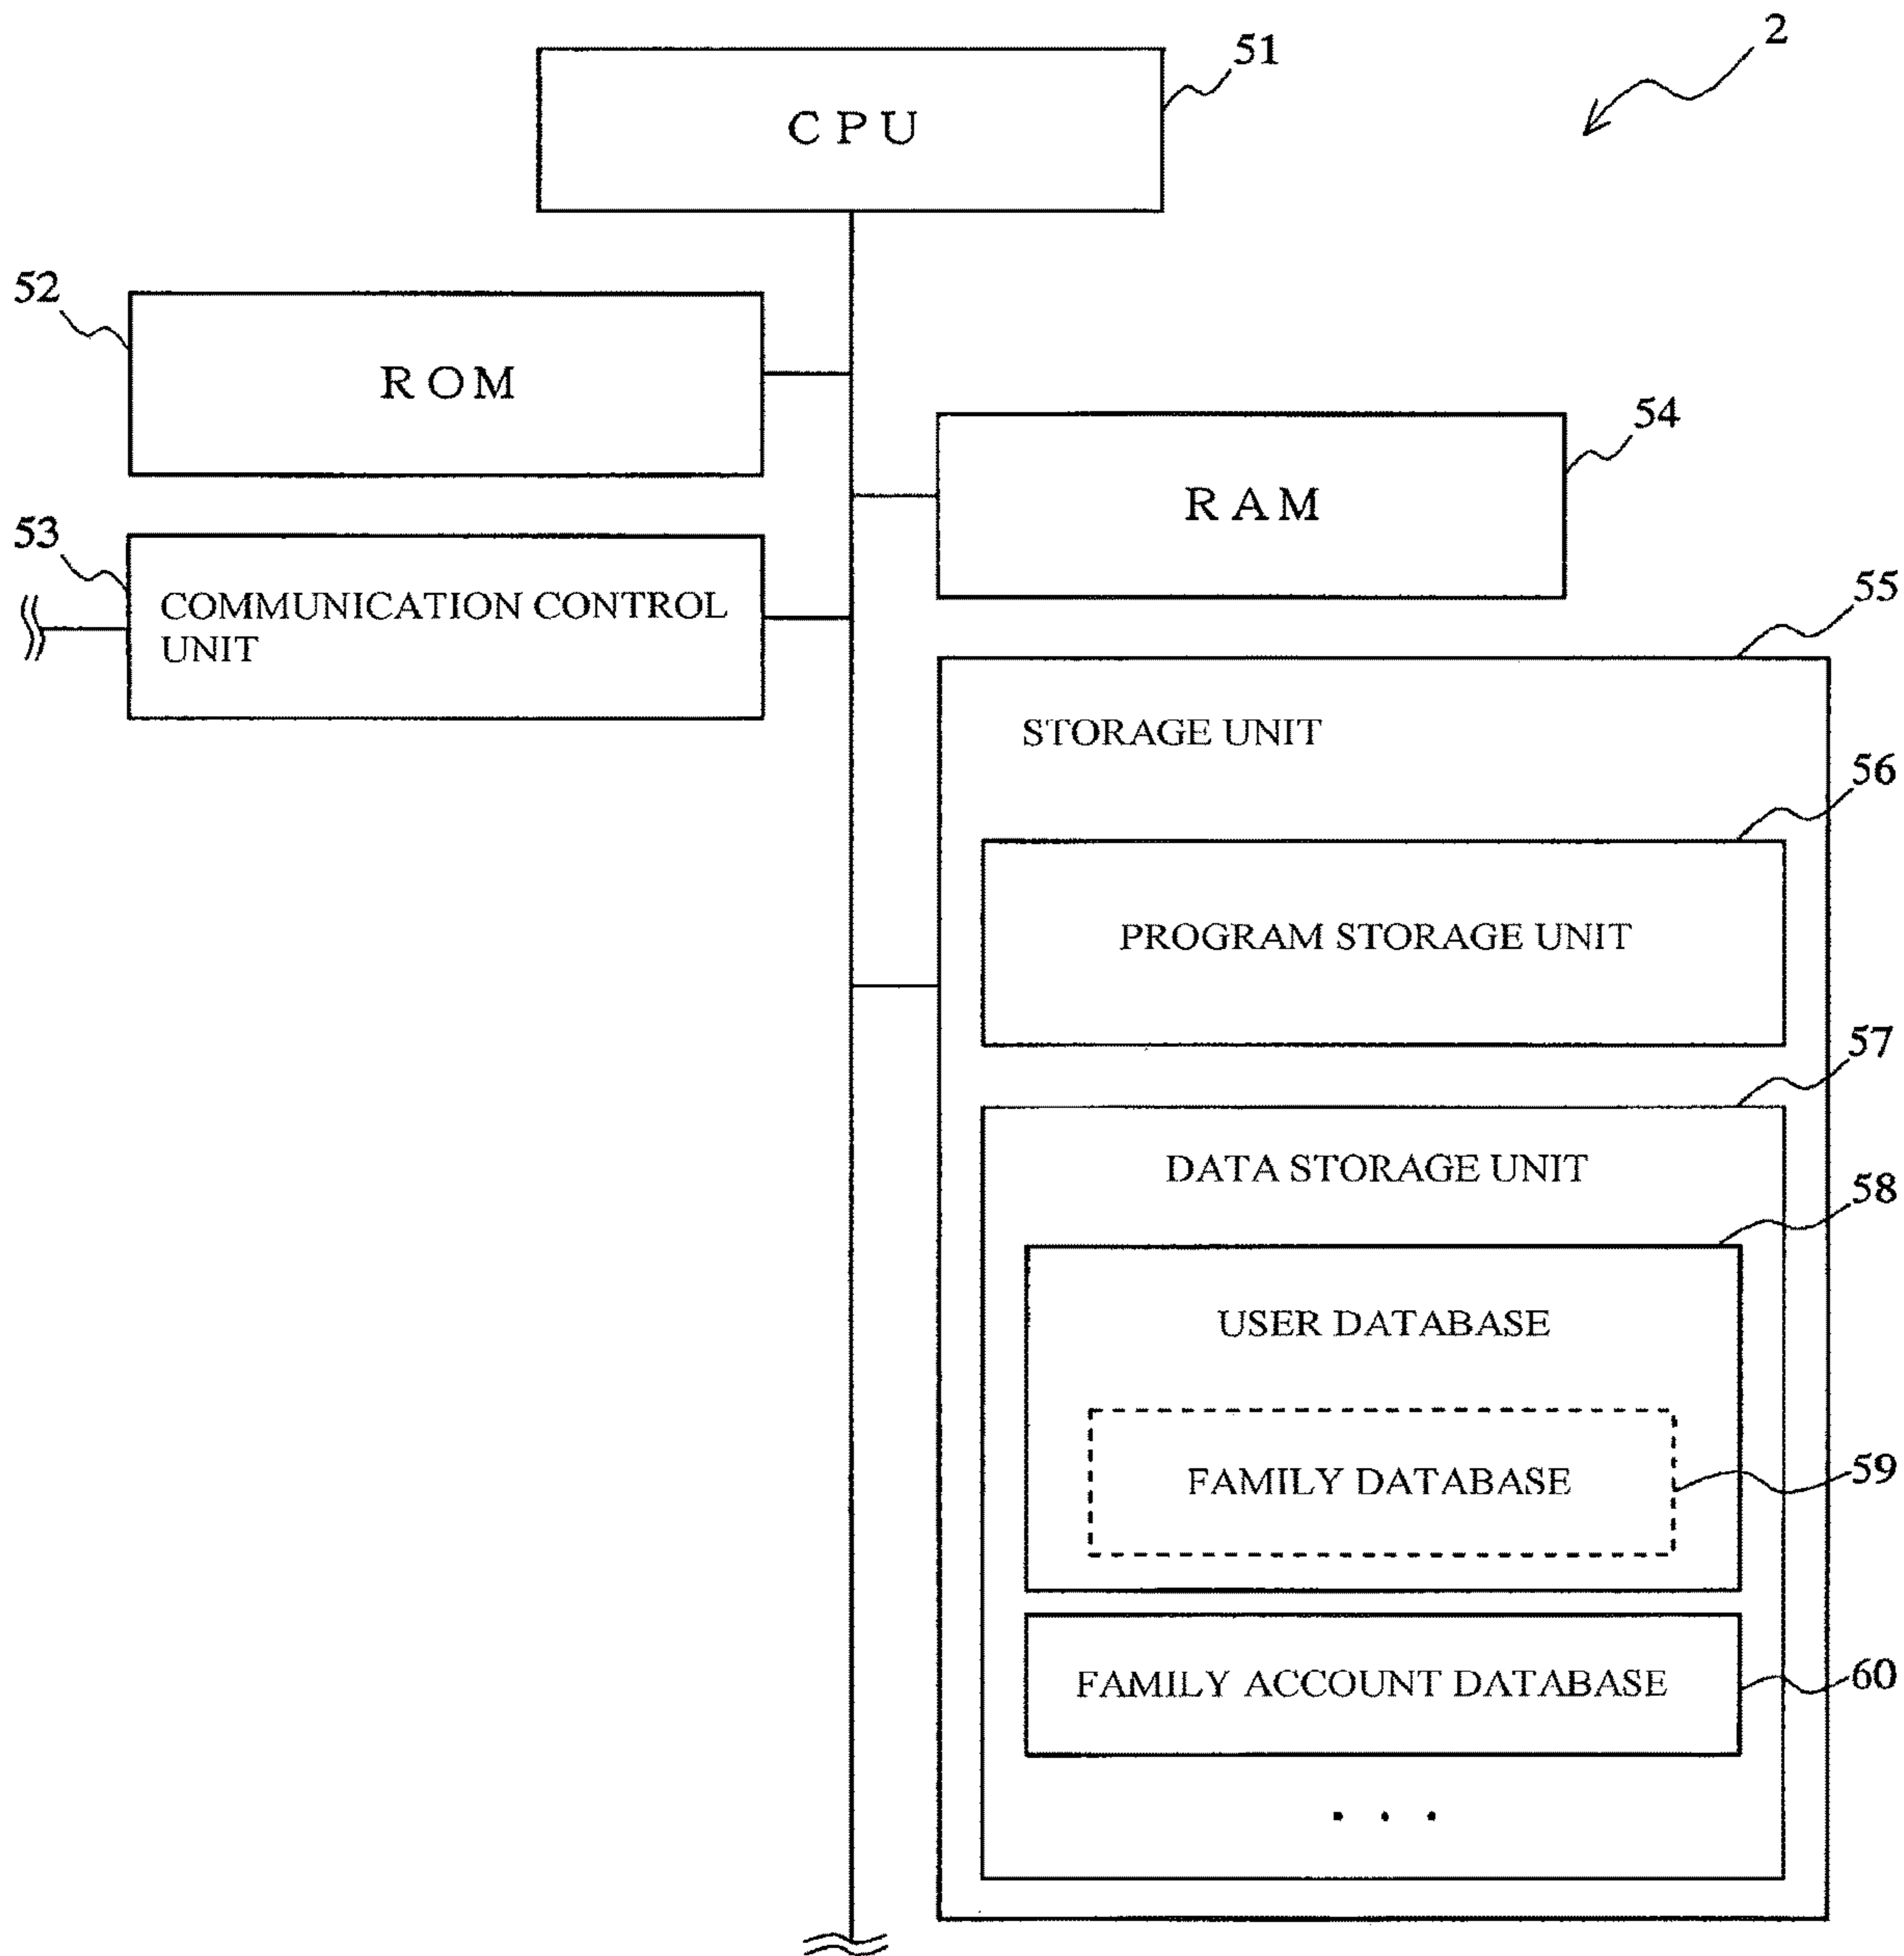 2
51
CPU
52
ROM
54
RAM
53
COMMUNICATION CONTROL
UNIT
55
STORAGE UNIT
56
PROGRAM STORAGE UNIT
57
DATA STORAGE UNIT
58
USER DATABASE
FAMILY DATABASE
59
FAMILY ACCOUNT DATABASE
60
. . .